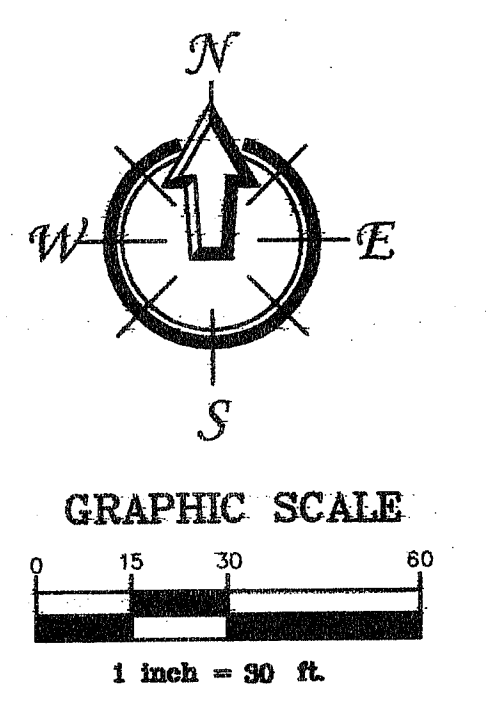 N
W E
S
GRAPHIC SCALE
0 15 30 60
1 inch = 30 ft.